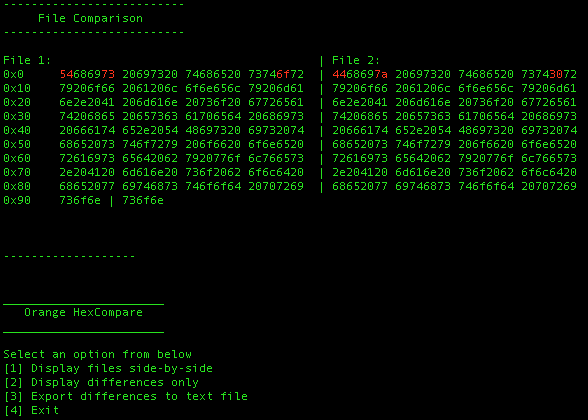 --------------------------
File Comparison
--------------------------
File 1: | File 2:
0x0 54686973 20697320 74686520 73746f72 | 4468697a 20697320 74686520 73743072
0x10 79206f66 2061206c 6f6e656c 79206d61 | 79206f66 2061206c 6f6e656c 79206d61
0x20 6e2e2041 206d616e 20736f20 67726561 | 6e2e2041 206d616e 20736f20 67726561
0x30 74206865 20657363 61706564 20686973 | 74206865 20657363 61706564 20686973
0x40 20666174 652e2054 48697320 69732074 | 20666174 652e2054 48697320 69732074
0x50 68652073 746f7279 206f6620 6f6e6520 | 68652073 746f7279 206f6620 6f6e6520
0x60 72616973 65642062 7920776f 6c766573 | 72616973 65642062 7920776f 6c766573
0x70 2e204120 6d616e20 736f2062 6f6c6420 | 2e204120 6d616e20 736f2062 6f6c6420
0x80 68652077 69746873 746f6f64 20707269 | 68652077 69746873 746f6f64 20707269
0x90 736f6e | 736f6e
-------------------
Orange HexCompare
Select an option from below
[1] Display files side-by-side
[2] Display differences only
[3] Export differences to text file
[4] Exit